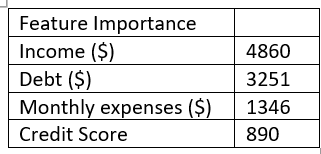 Feature Importance
Income ($) 4860
Debt ($) 3251
Monthly expenses ($) 1346
Credit Score 890